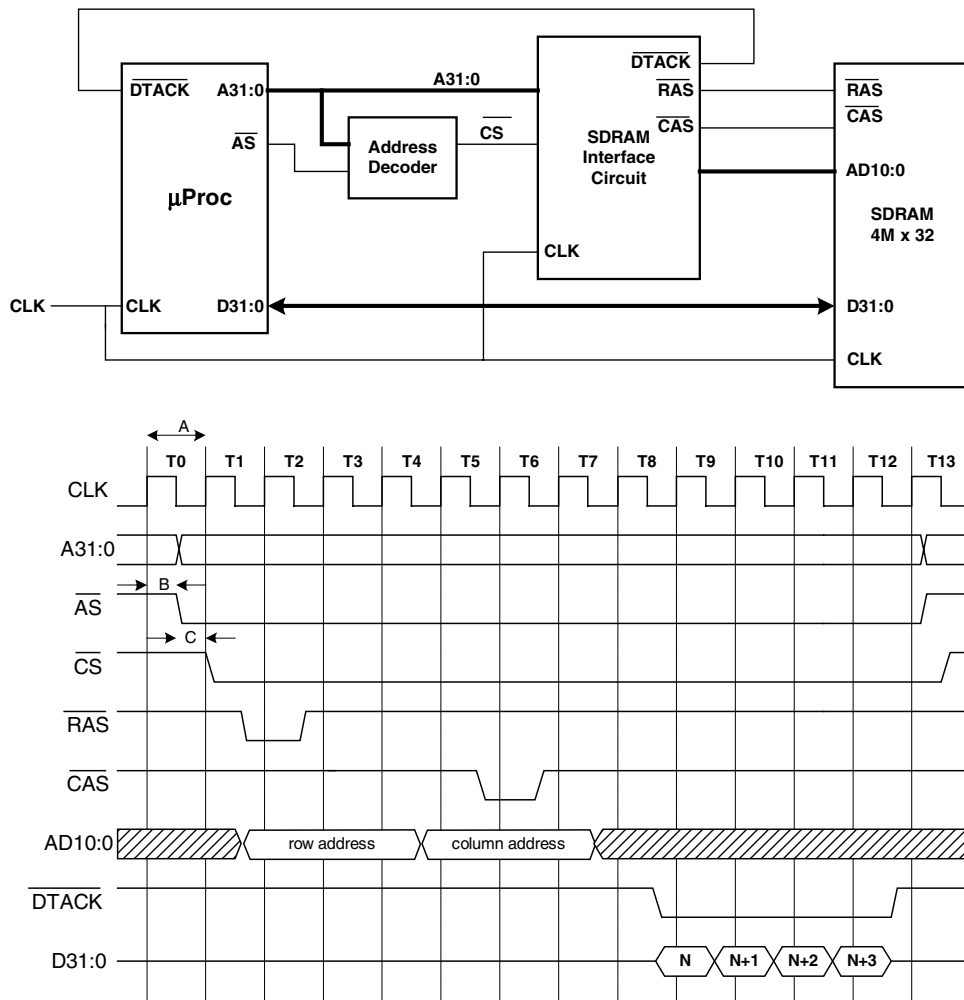 DTACK A31:0 A31:0 DTACK
RAS RAS
AS CS CAS CAS
Address
Decoder
SDRAM
Interface
Circuit
AD10:0
μProc
SDRAM
4M x 32
CLK
CLK CLK D31:0 D31:0
CLK
A
T0 T1 T2 T3 T4 T5 T6 T7 T8 T9 T10 T11 T12 T13
CLK
A31:0
B
AS
C
CS
RAS
CAS
AD10:0 row address column address
DTACK
D31:0 N N+1 N+2 N+3